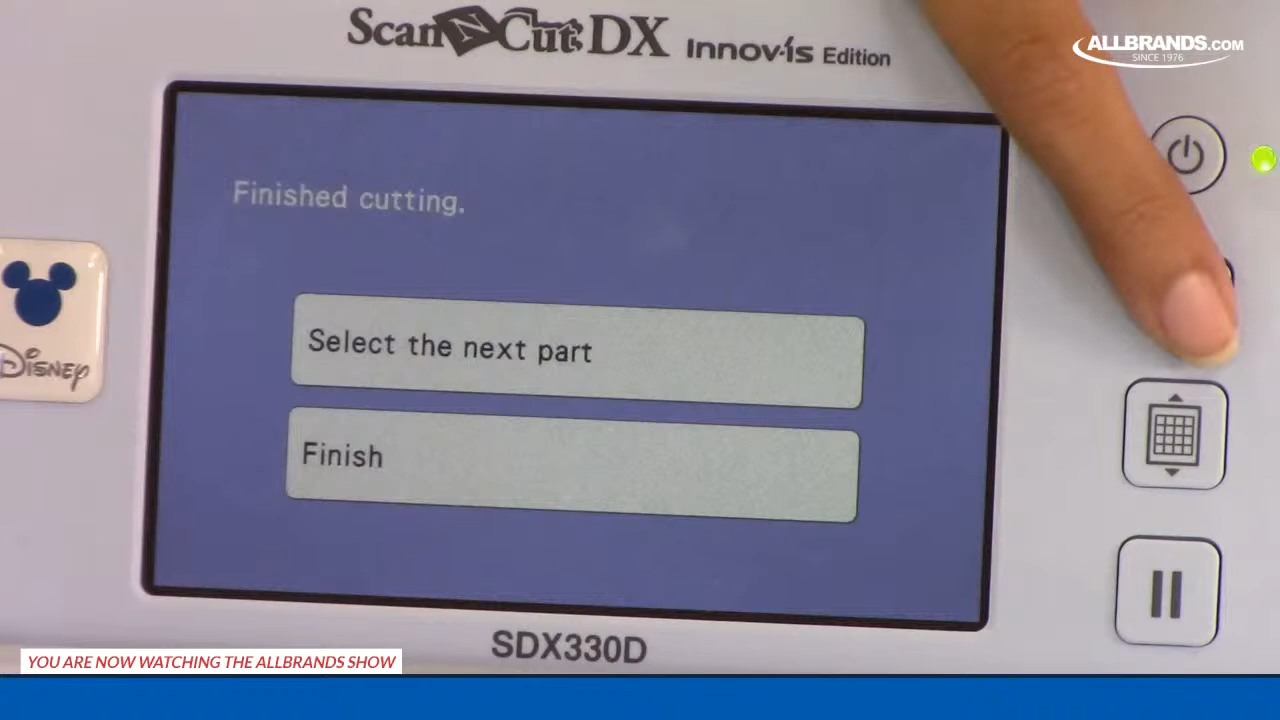 ScanNCut DX Innov-ís Edition
ALLBRANDS.COM
SINCE 1976
Finished cutting.
Select the next part
Finish
Disney
SDX330D
YOU ARE NOW WATCHING THE ALLBRANDS SHOW